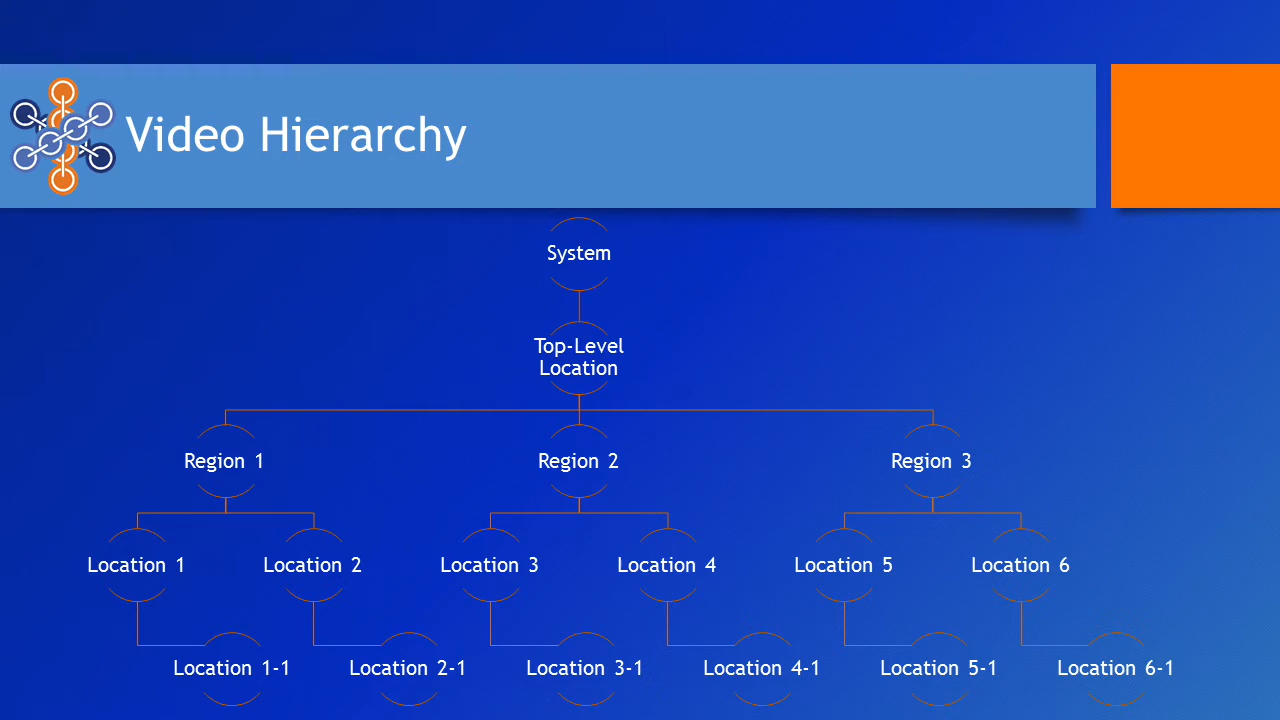 Video Hierarchy
System
Top-Level
Location
Region 1
Region 2
Region 3
Location 1
Location 2
Location 3
Location 4
Location 5
Location 6
Location 1-1
Location 2-1
Location 3-1
Location 4-1
Location 5-1
Location 6-1